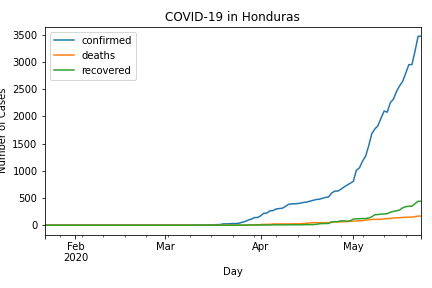 COVID-19 in Honduras
confirmed
deaths
recovered
Number of Cases
3500
3000
2500
2000
1500
1000
500
0
Feb
2020
Mar
Apr
May
Day